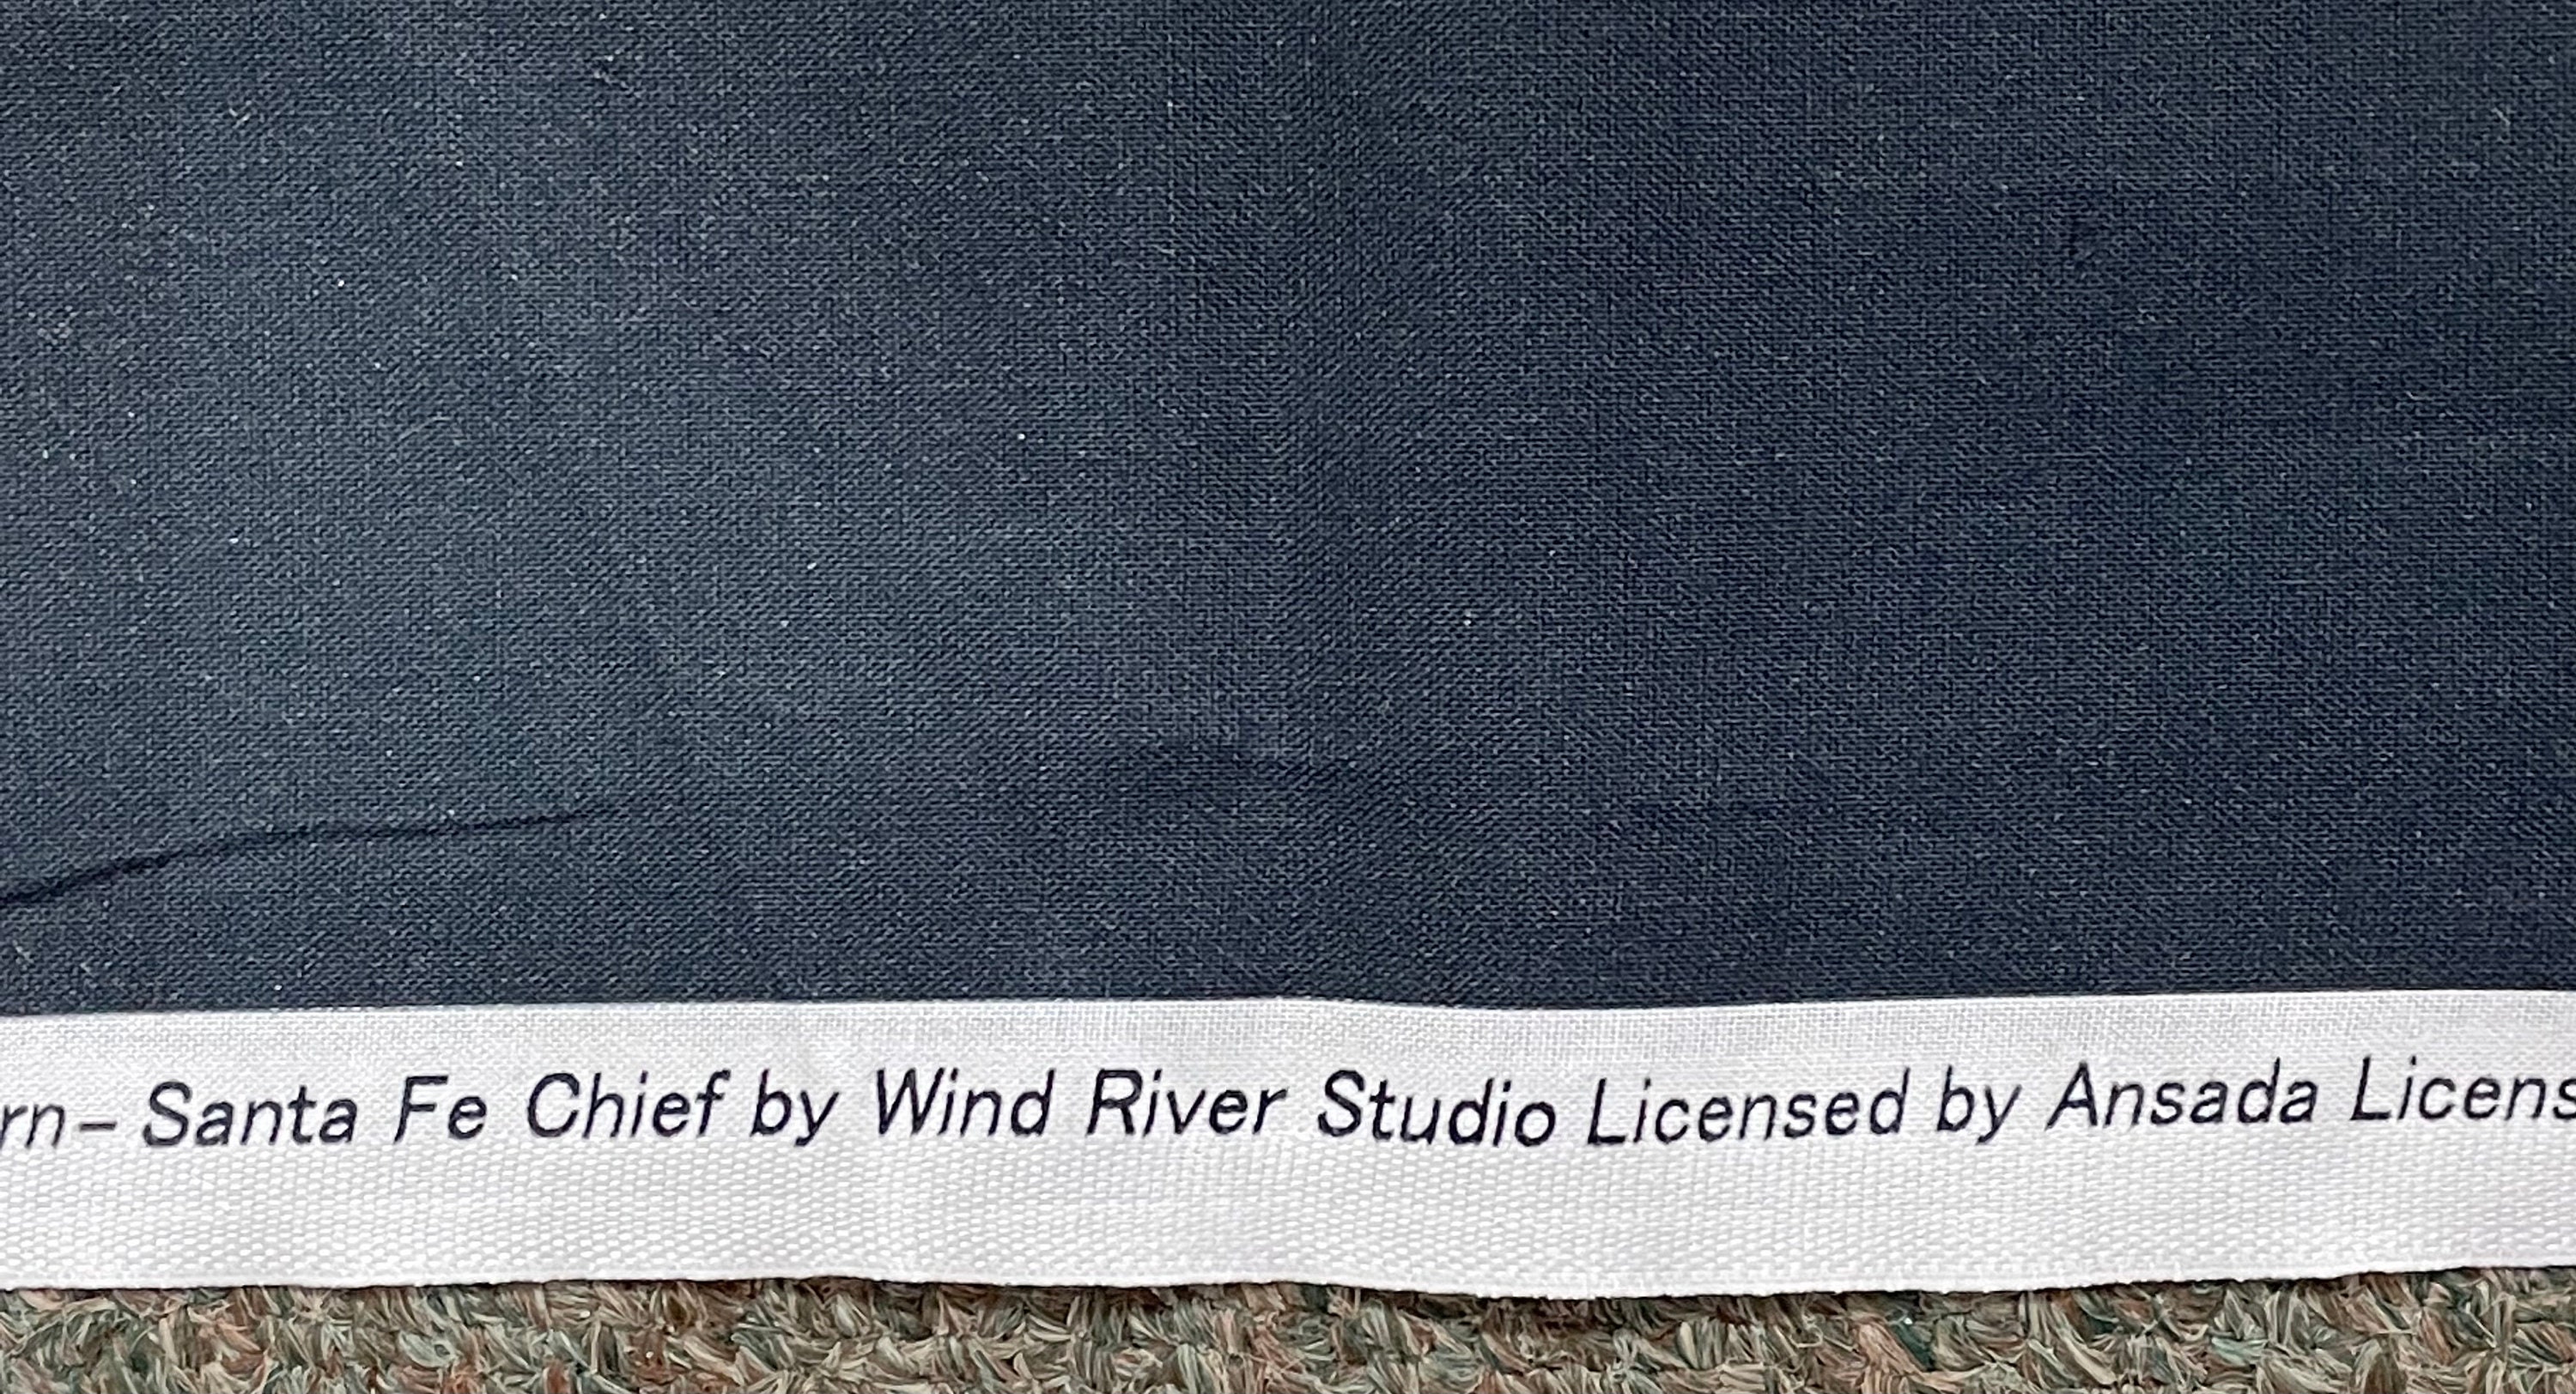 rn– Santa Fe Chief by Wind River Studio Licensed by Ansada Licens